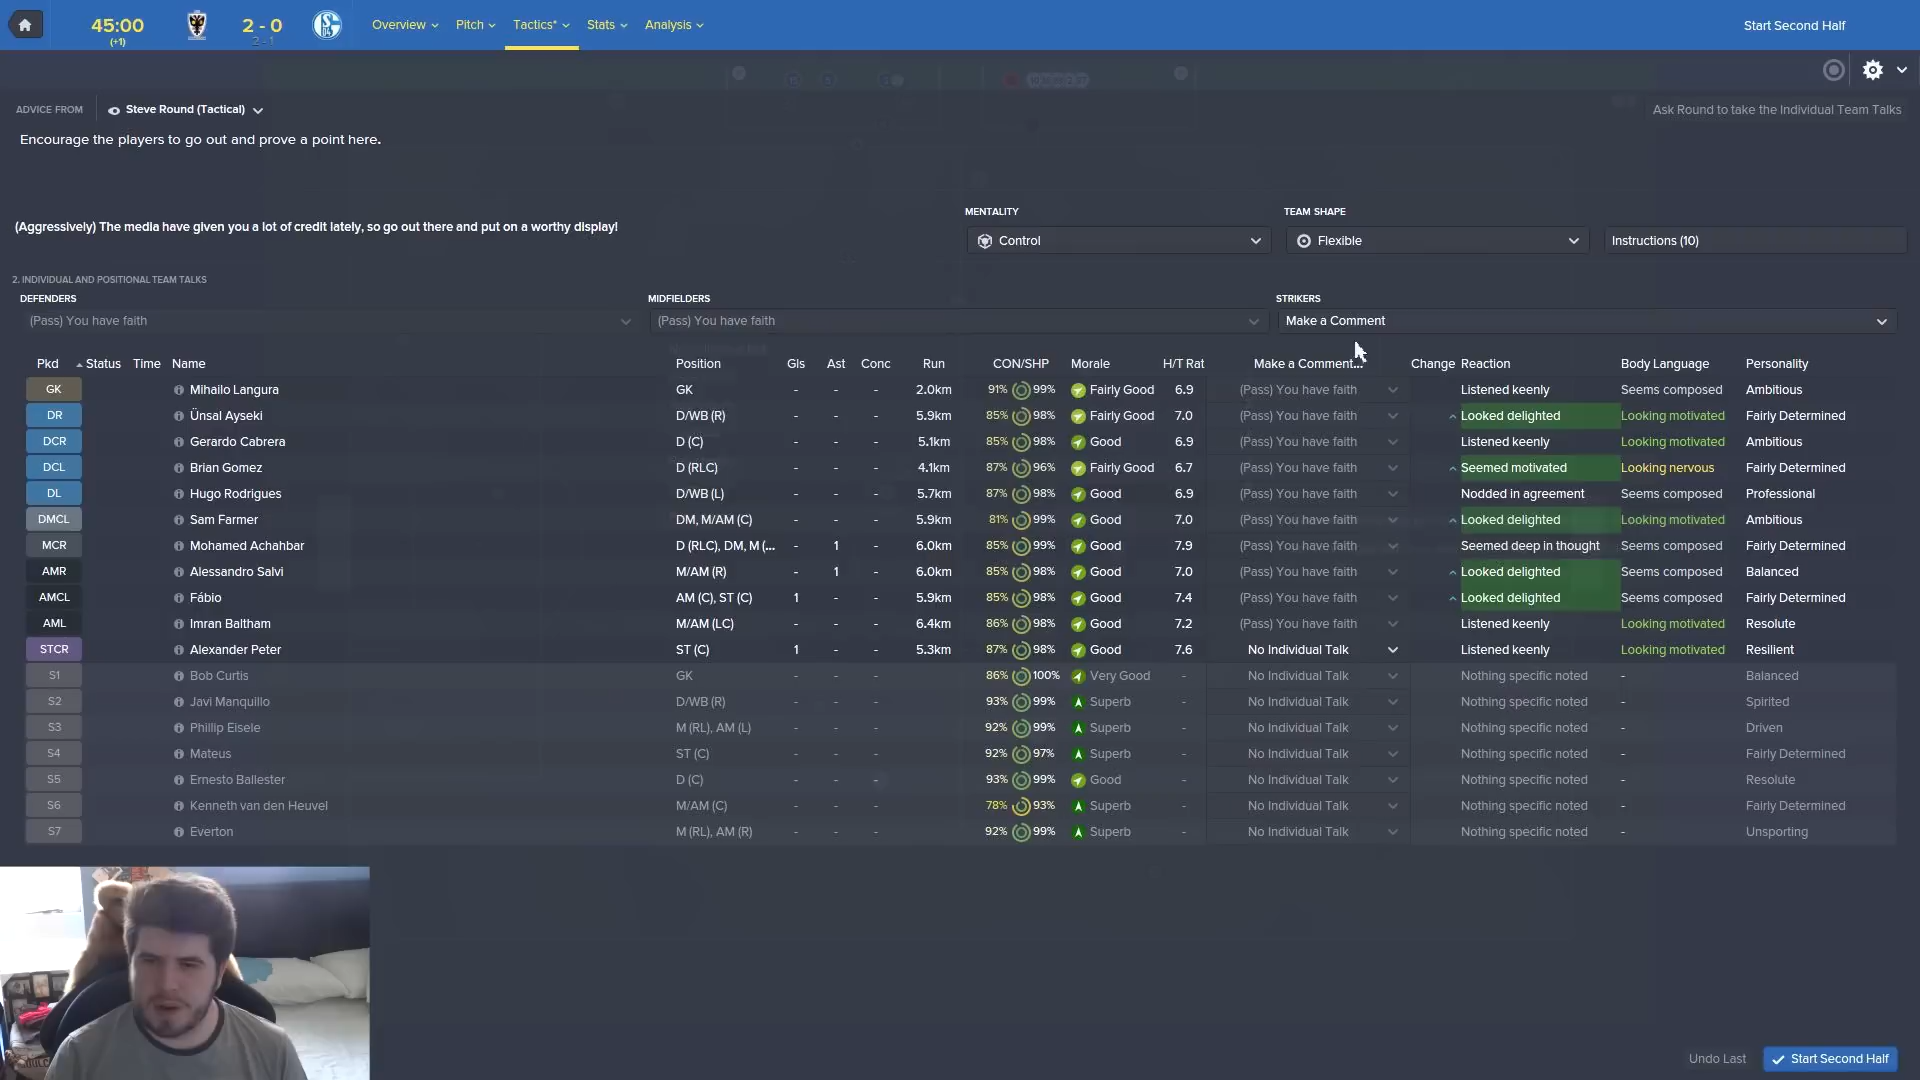 45:00 2 - 0 Overview Pitch Tactics* Stats Analysis Start Second Half
(+1) 2 - 1
ADVICE FROM Steve Round (Tactical) Ask Round to take the Individual Team Talks
Encourage the players to go out and prove a point here.
MENTALITY TEAM SHAPE
(Aggressively) The media have given you a lot of credit lately, so go out there and put on a worthy display!
Control Flexible Instructions (10)
2. INDIVIDUAL AND POSITIONAL TEAM TALKS
DEFENDERS MIDFIELDERS STRIKERS
(Pass) You have faith (Pass) You have faith Make a Comment
Pkd Status Time Name Position Gls Ast Conc Run CON/SHP Morale H/T Rat Make a Comment... Change Reaction Body Language Personality
GK Mihailo Langura GK - - - 2.0km 91% 99% Fairly Good 6.9 (Pass) You have faith Listened keenly Seems composed Ambitious
DR Ünsal Ayseki D/WB (R) - - - 5.9km 85% 98% Fairly Good 7.0 (Pass) You have faith Looked delighted Looking motivated Fairly Determined
DCR Gerardo Cabrera D (C) - - - 5.1km 85% 98% Good 6.9 (Pass) You have faith Listened keenly Looking motivated Ambitious
DCL Brian Gomez D (RLC) - - - 4.1km 87% 96% Fairly Good 6.7 (Pass) You have faith Seemed motivated Looking nervous Fairly Determined
DL Hugo Rodrigues D/WB (L) - - - 5.7km 87% 98% Good 6.9 (Pass) You have faith Nodded in agreement Seems composed Professional
DMCL Sam Farmer DM, M/AM (C) - - - 5.9km 81% 99% Good 7.0 (Pass) You have faith Looked delighted Looking motivated Ambitious
MCR Mohamed Achahbar D (RLC), DM, M (... - 1 - 6.0km 85% 99% Good 7.9 (Pass) You have faith Seemed deep in thought Seems composed Fairly Determined
AMR Alessandro Salvi M/AM (R) - 1 - 6.0km 85% 98% Good 7.0 (Pass) You have faith Looked delighted Seems composed Balanced
AMCL Fábio AM (C), ST (C) 1 - - 5.9km 85% 98% Good 7.4 (Pass) You have faith Looked delighted Seems composed Fairly Determined
AML Imran Baltham M/AM (LC) - - - 6.4km 86% 98% Good 7.2 (Pass) You have faith Listened keenly Looking motivated Resolute
STCR Alexander Peter ST (C) 1 - - 5.3km 87% 98% Good 7.6 No Individual Talk Listened keenly Looking motivated Resilient
S1 Bob Curtis GK - - - 86% 100% Very Good - No Individual Talk Nothing specific noted - Balanced
S2 Javi Manquillo D/WB (R) - - - 93% 99% Superb - No Individual Talk Nothing specific noted - Spirited
S3 Phillip Eisele M (RL), AM (L) - - - 92% 99% Superb - No Individual Talk Nothing specific noted - Driven
S4 Mateus ST (C) - - - 92% 97% Superb - No Individual Talk Nothing specific noted - Fairly Determined
S5 Ernesto Ballester D (C) - - - 93% 99% Good - No Individual Talk Nothing specific noted - Resolute
S6 Kenneth van den Heuvel M/AM (C) - - - 78% 93% Superb - No Individual Talk Nothing specific noted - Fairly Determined
S7 Everton M (RL), AM (R) - - - 92% 99% Superb - No Individual Talk Nothing specific noted - Unsporting
Undo Last Start Second Half